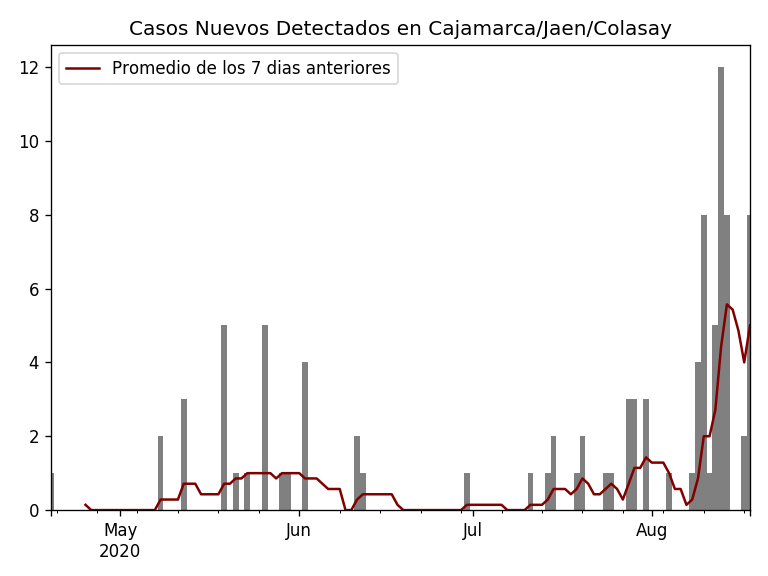 Casos Nuevos Detectados en Cajamarca/Jaen/Colasay
Promedio de los 7 dias anteriores
12
10
8
6
4
2
0
May
2020
Jun
Jul
Aug